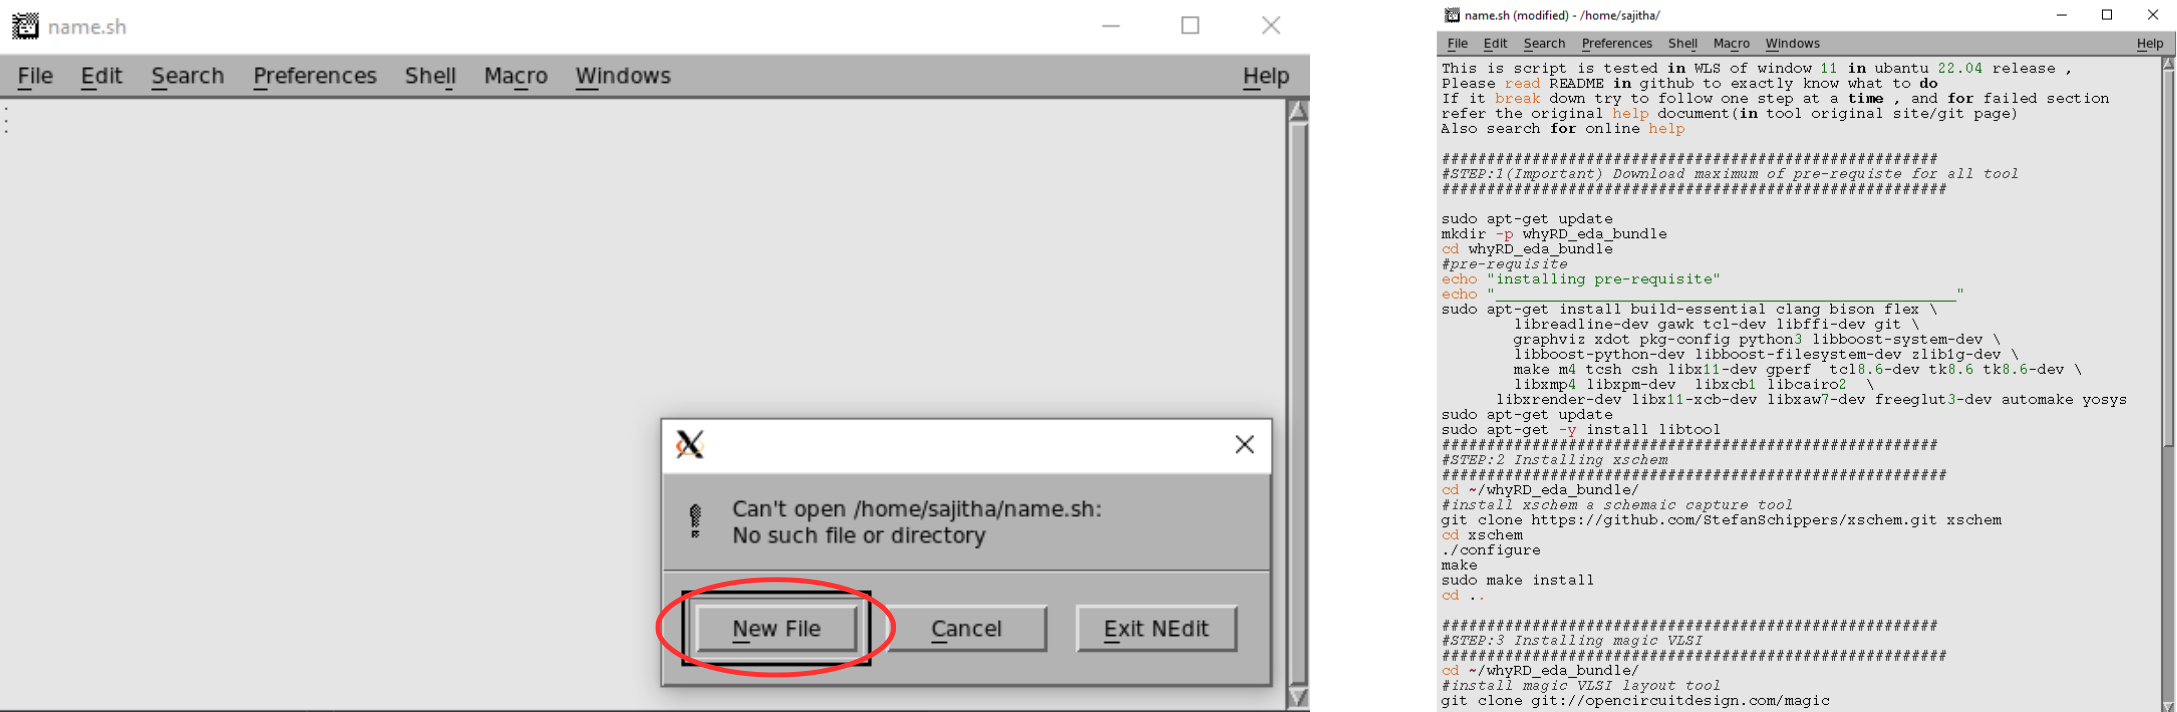 name.sh
File Edit Search Preferences Shell Macro Windows Help
Can't open /home/sajitha/name.sh:
No such file or directory
New File Cancel Exit NEdit
name.sh (modified) - /home/sajitha/
File Edit Search Preferences Shell Macro Windows Help
This is script is tested in WLS of window 11 in ubantu 22.04 release ,
Please read README in github to exactly know what to do
If it break down try to follow one step at a time , and for failed section
refer the original help document(in tool original site/git page)
Also search for online help
#######################################################
#STEP:1(Important) Download maximum of pre-requiste for all tool
########################################################
sudo apt-get update
mkdir -p whyRD_eda_bundle
cd whyRD_eda_bundle
#pre-requisite
echo "installing pre-requisite"
echo "___________________________________________________"
sudo apt-get install build-essential clang bison flex \
libreadline-dev gawk tcl-dev libffi-dev git \
graphviz xdot pkg-config python3 libboost-system-dev \
libboost-python-dev libboost-filesystem-dev zlib1g-dev \
make m4 tcsh csh libx11-dev gperf  tcl8.6-dev tk8.6 tk8.6-dev \
libxmp4 libxpm-dev  libxcb1 libcairo2  \
libxrender-dev libx11-xcb-dev libxaw7-dev freeglut3-dev automake yosys
sudo apt-get update
sudo apt-get -y install libtool
#######################################################
#STEP:2 Installing xschem
########################################################
cd ~/whyRD_eda_bundle/
#install xschem a schemaic capture tool
git clone https://github.com/StefanSchippers/xschem.git xschem
cd xschem
./configure
make
sudo make install
cd ..
#######################################################
#STEP:3 Installing magic VLSI
########################################################
cd ~/whyRD_eda_bundle/
#install magic VLSI layout tool
git clone git://opencircuitdesign.com/magic